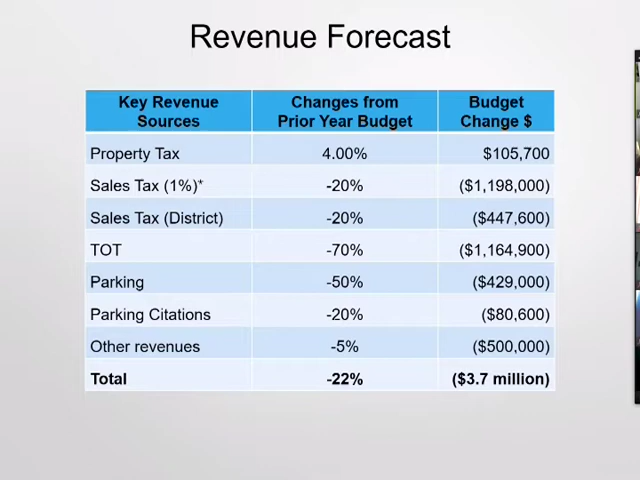 Revenue Forecast
Key Revenue Sources | Changes from Prior Year Budget | Budget Change $
Property Tax | 4.00% | $105,700
Sales Tax (1%)* | -20% | ($1,198,000)
Sales Tax (District) | -20% | ($447,600)
TOT | -70% | ($1,164,900)
Parking | -50% | ($429,000)
Parking Citations | -20% | ($80,600)
Other revenues | -5% | ($500,000)
Total | -22% | ($3.7 million)